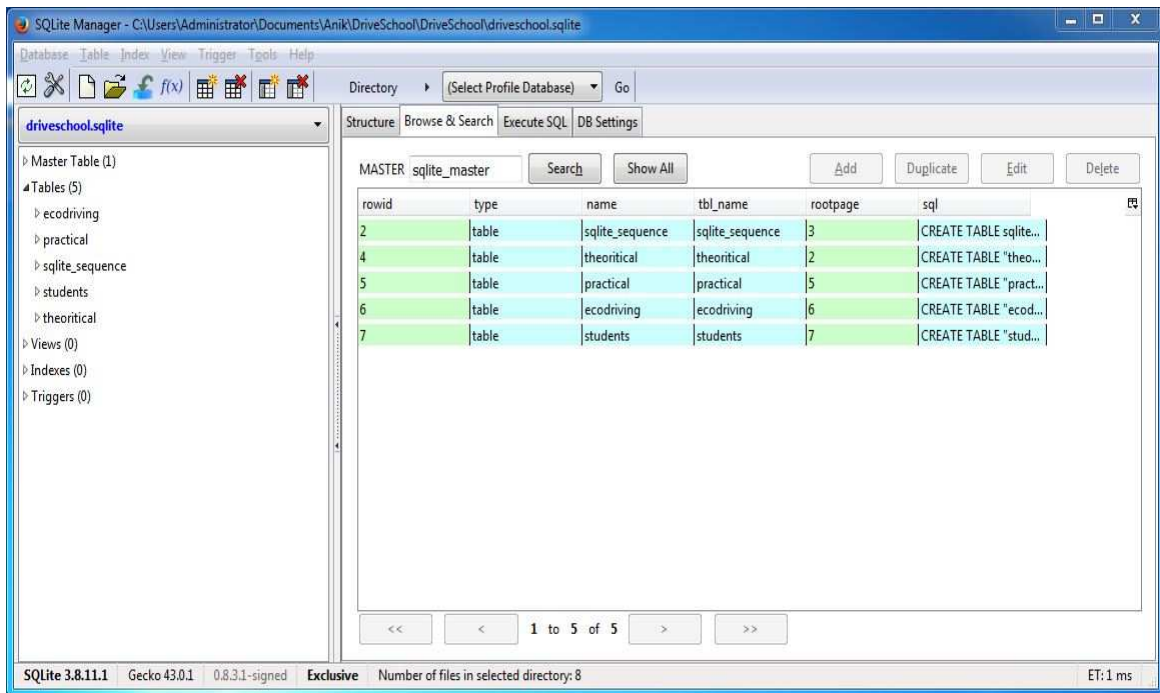 SQLite Manager - C:\Users\Administrator\Documents\Anik\DriveSchool\DriveSchool\driveschool.sqlite
Database Table Index View Trigger Tools Help
f(x) Directory (Select Profile Database) Go
driveschool.sqlite
Master Table (1)
Tables (5)
ecodriving
practical
sqlite_sequence
students
theoritical
Views (0)
Indexes (0)
Triggers (0)
Structure Browse & Search Execute SQL DB Settings
MASTER sqlite_master Search Show All Add Duplicate Edit Delete
rowid type name tbl_name rootpage sql
2 table sqlite_sequence sqlite_sequence 3 CREATE TABLE sqlite...
4 table theoritical theoritical 2 CREATE TABLE "theo...
5 table practical practical 5 CREATE TABLE "pract...
6 table ecodriving ecodriving 6 CREATE TABLE "ecod...
7 table students students 7 CREATE TABLE "stud...
<< < 1 to 5 of 5 > >>
SQLite 3.8.11.1 Gecko 43.0.1 0.8.3.1-signed Exclusive Number of files in selected directory: 8 ET: 1 ms